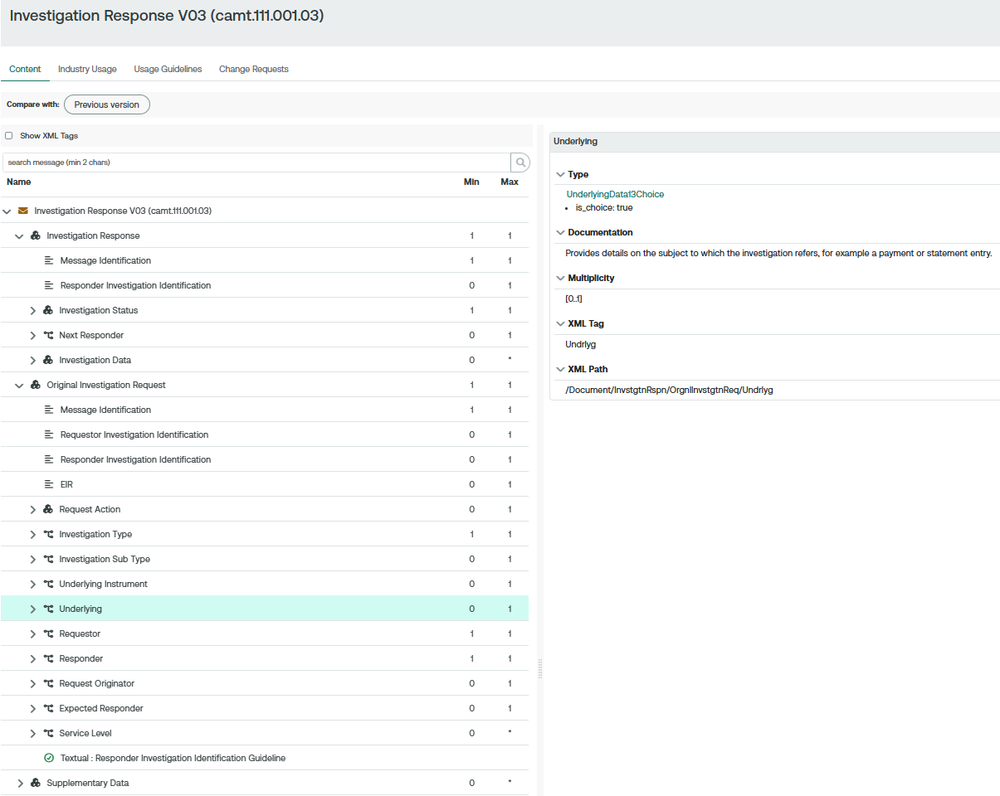 Investigation Response V03 (camt.111.001.03)
Content Industry Usage Usage Guidelines Change Requests
Compare with: Previous version
Show XML Tags
search message (min 2 chars)
Name Min Max
Investigation Response V03 (camt.111.001.03)
Investigation Response 1 1
Message Identification 1 1
Responder Investigation Identification 0 1
Investigation Status 1 1
Next Responder 0 1
Investigation Data 0 *
Original Investigation Request 1 1
Message Identification 1 1
Requestor Investigation Identification 0 1
Responder Investigation Identification 0 1
EIR 0 1
Request Action 0 1
Investigation Type 1 1
Investigation Sub Type 0 1
Underlying Instrument 0 1
Underlying 0 1
Requestor 1 1
Responder 1 1
Request Originator 0 1
Expected Responder 0 1
Service Level 0 *
Textual : Responder Investigation Identification Guideline
Supplementary Data 0 *
Underlying
Type
UnderlyingData13Choice
• is_choice: true
Documentation
Provides details on the subject to which the investigation refers, for example a payment or statement entry.
Multiplicity
[0..1]
XML Tag
Undrlyg
XML Path
/Document/InvstgtnRspn/OrgnlInvstgtnReq/Undrlyg